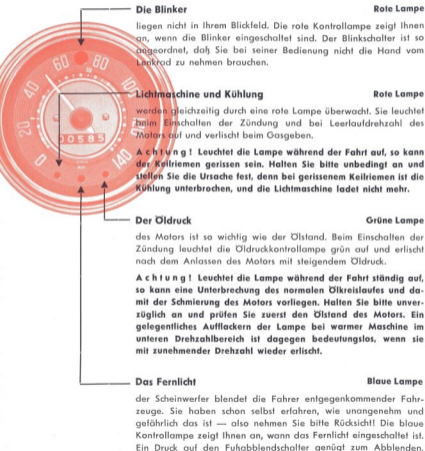 Die Blinker Rote Lampe
liegen nicht in Ihrem Blickfeld. Die rote Kontrollampe zeigt Ihnen
an, wenn die Blinker eingeschaltet sind. Der Blinkschalter ist so
angeordnet, daß Sie bei seiner Bedienung nicht die Hand vom
Lenkrad zu nehmen brauchen.
Lichtmaschine und Kühlung Rote Lampe
werden gleichzeitig durch eine rote Lampe überwacht. Sie leuchtet
beim Einschalten der Zündung und bei Leerlaufdrehzahl des
Motors auf und verlischt beim Gasgeben.
Achtung! Leuchtet die Lampe während der Fahrt auf, so kann
der Keilriemen gerissen sein. Halten Sie bitte unbedingt an und
stellen Sie die Ursache fest, denn bei gerissenem Keilriemen ist die
Kühlung unterbrochen, und die Lichtmaschine ladet nicht mehr.
Der Öldruck Grüne Lampe
des Motors ist so wichtig wie der Ölstand. Beim Einschalten der
Zündung leuchtet die Öldruckkontrollampe grün auf und erlischt
nach dem Anlassen des Motors mit steigendem Öldruck.
Achtung! Leuchtet die Lampe während der Fahrt ständig auf,
so kann eine Unterbrechung des normalen Ölkreislaufes und da-
mit der Schmierung des Motors vorliegen. Halten Sie bitte unver-
züglich an und prüfen Sie zuerst den Ölstand des Motors. Ein
gelegentliches Aufflackern der Lampe bei warmer Maschine im
unteren Drehzahlbereich ist dagegen bedeutungslos, wenn sie
mit zunehmender Drehzahl wieder erlischt.
Das Fernlicht Blaue Lampe
der Scheinwerfer blendet die Fahrer entgegenkommender Fahr-
zeuge. Sie haben schon selbst erfahren, wie unangenehm und
gefährlich das ist — also nehmen Sie bitte Rücksicht! Die blaue
Kontrollampe zeigt Ihnen an, wann das Fernlicht eingeschaltet ist.
Ein Druck auf den Fußabblendschalter genügt zum Abblenden.
0 20 40 60 80 100 120 140
00585